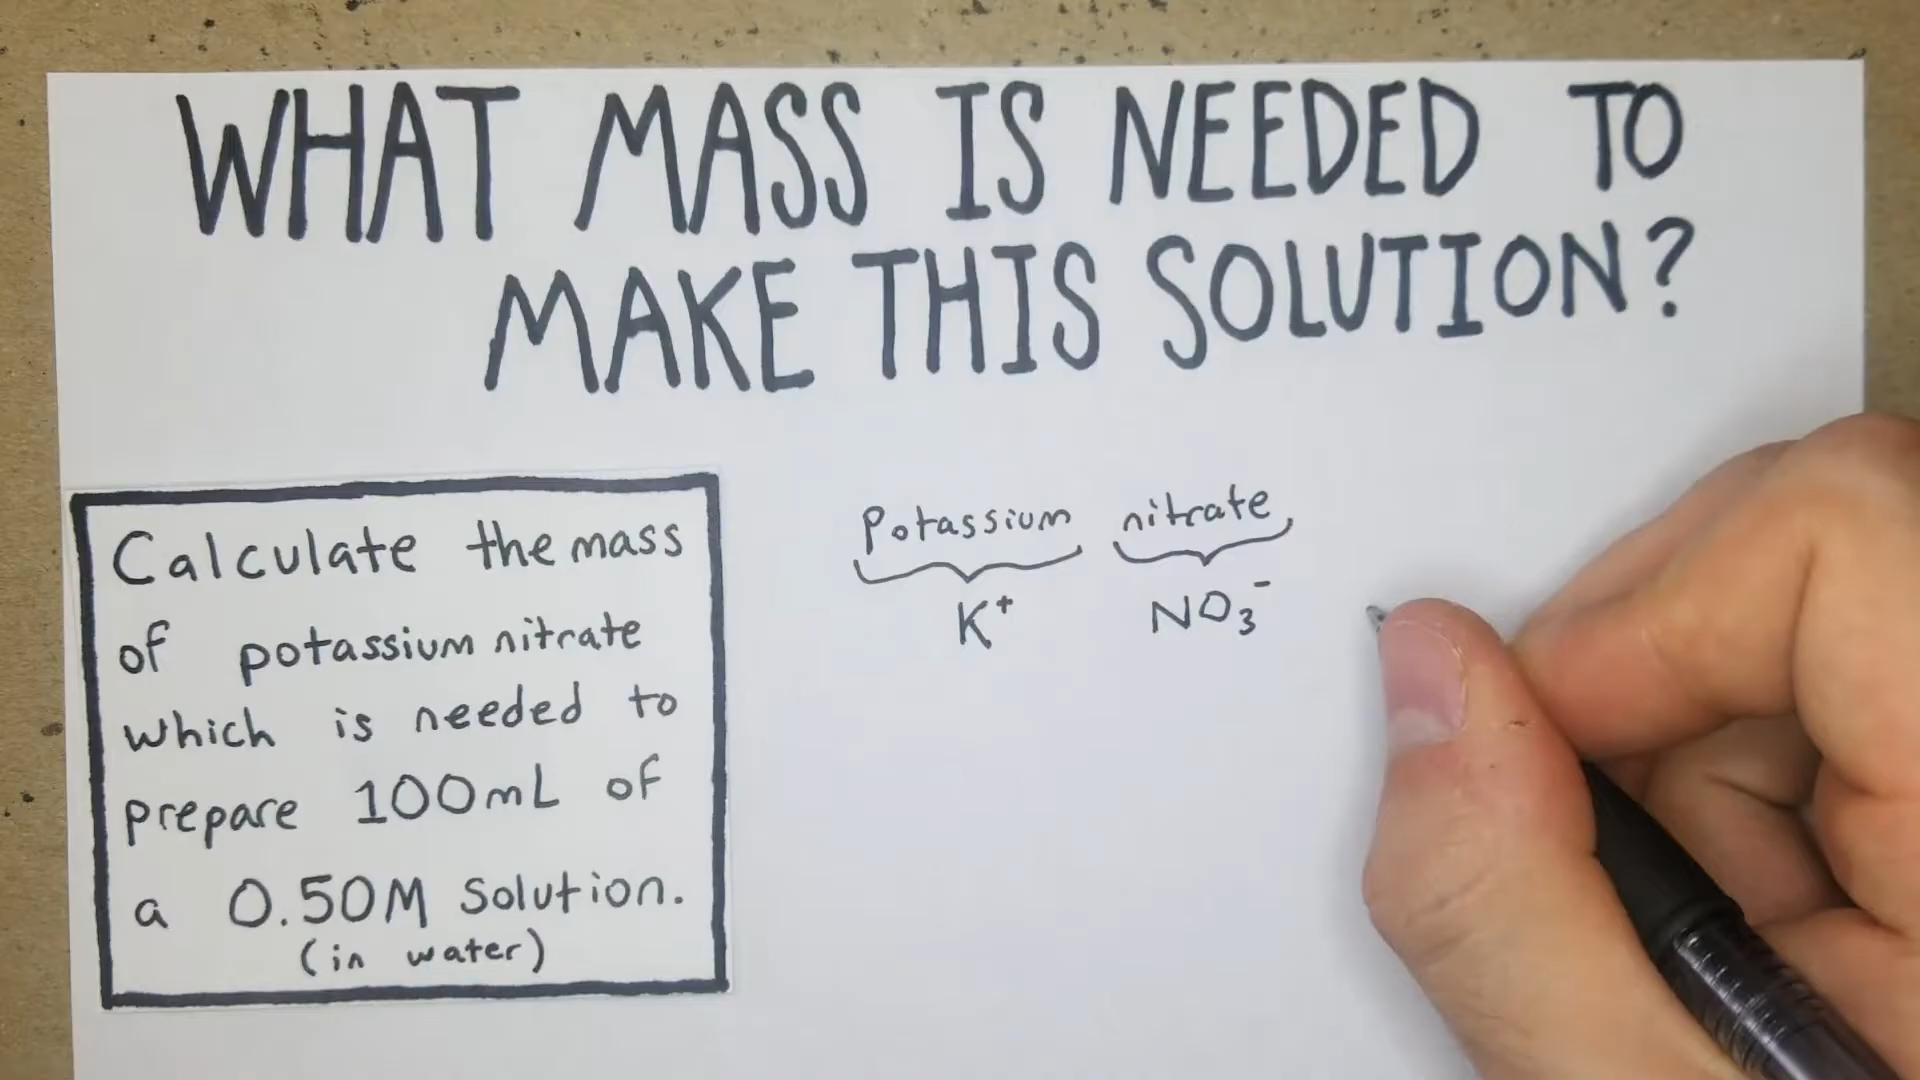 WHAT MASS IS NEEDED TO
MAKE THIS SOLUTION?
Calculate the mass
of potassium nitrate
which is needed to
prepare 100mL of
a 0.50M solution.
(in water)
Potassium nitrate
K⁺ NO₃⁻